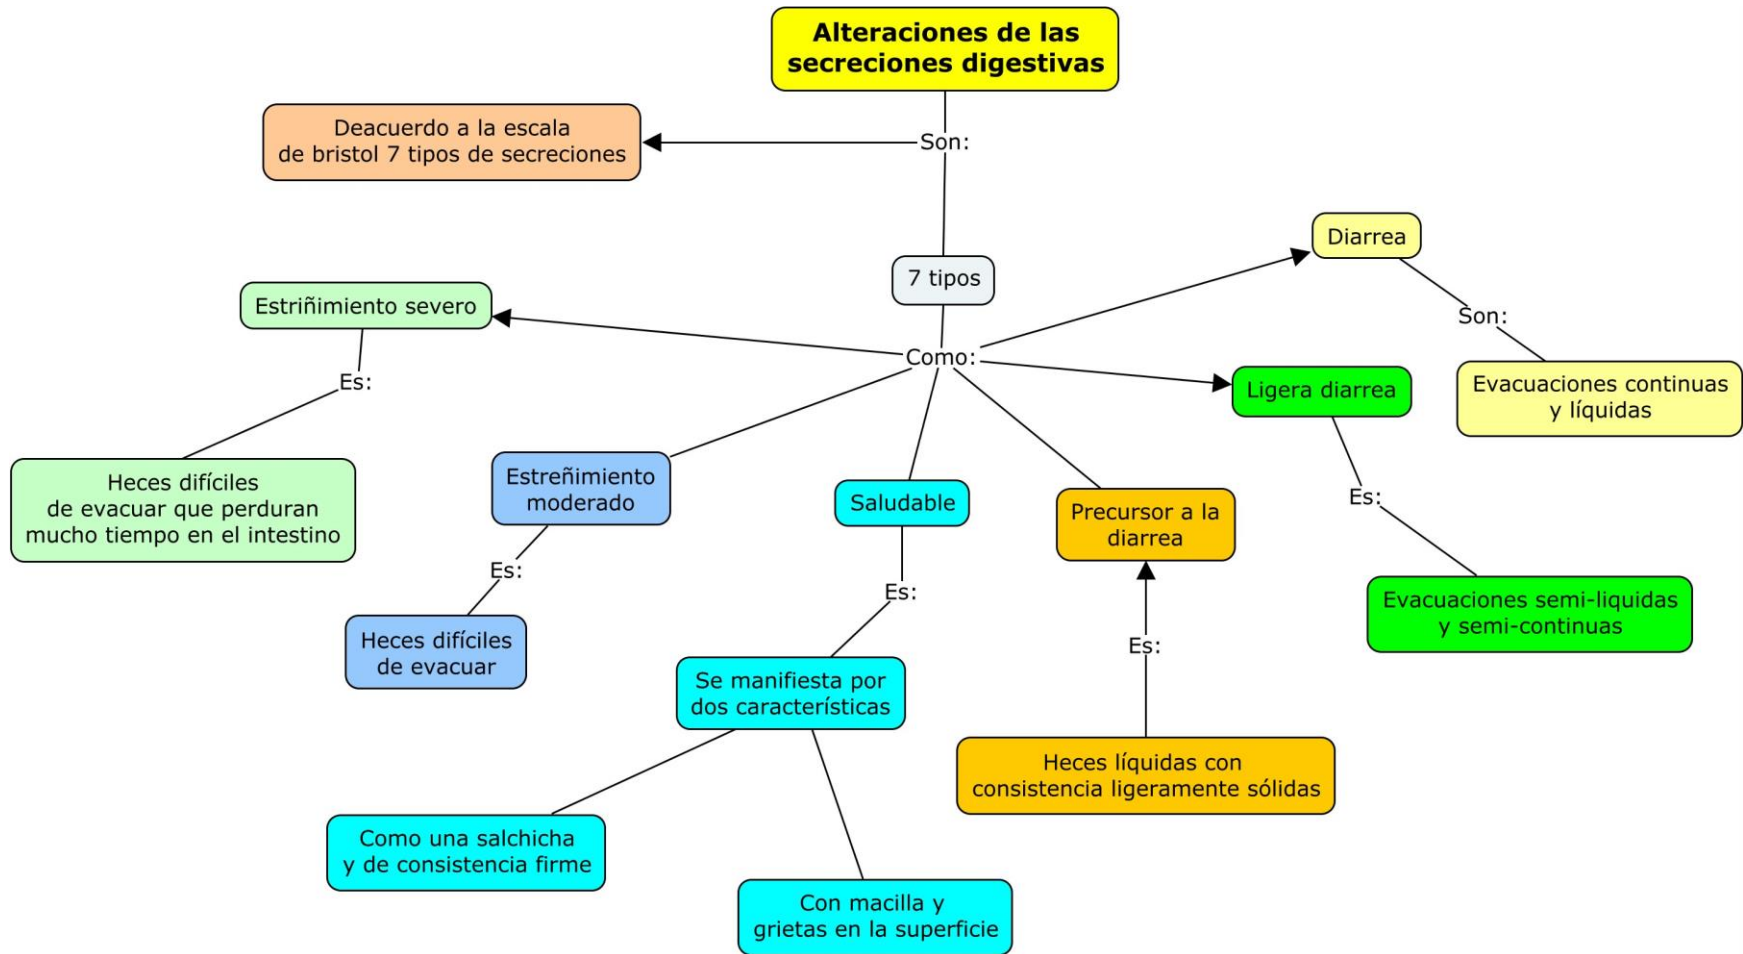 Alteraciones de las
secreciones digestivas
Deacuerdo a la escala
de bristol 7 tipos de secreciones
Son:
Diarrea
7 tipos
Estriñimiento severo
Son:
Como:
Es:
Ligera diarrea
Evacuaciones continuas
y líquidas
Heces difíciles
de evacuar que perduran
mucho tiempo en el intestino
Estreñimiento
moderado
Saludable
Precursor a la
diarrea
Es:
Es:
Es:
Evacuaciones semi-liquidas
y semi-continuas
Heces difíciles
de evacuar
Es:
Se manifiesta por
dos características
Heces líquidas con
consistencia ligeramente sólidas
Como una salchicha
y de consistencia firme
Con macilla y
grietas en la superficie